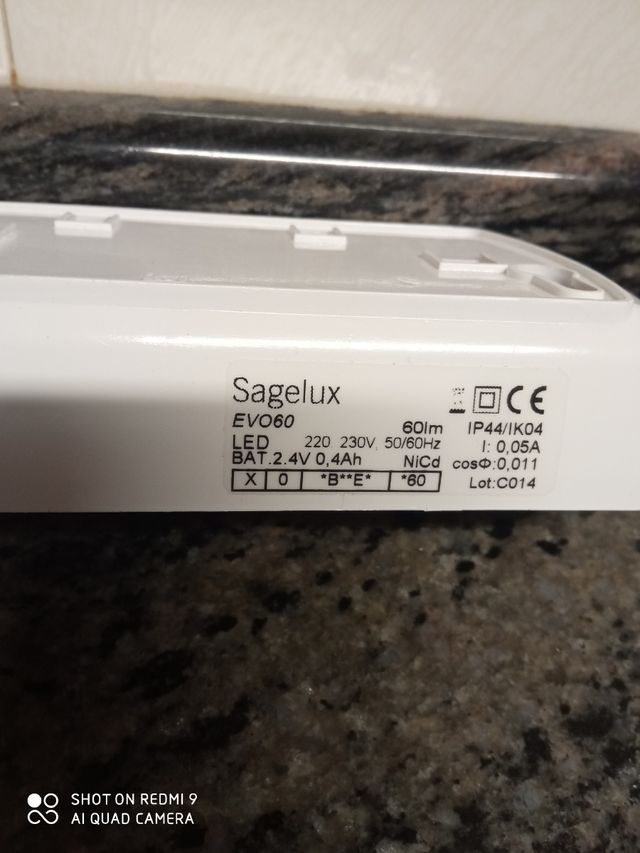 Sagelux
EVO60
60lm
IP44/IK04
LED 220 230V, 50/60Hz
I: 0,05A
BAT.2.4V 0,4Ah NiCd
cosΦ:0,011
X 0 *B**E* *60
Lot:C014
CE
SHOT ON REDMI 9
AI QUAD CAMERA